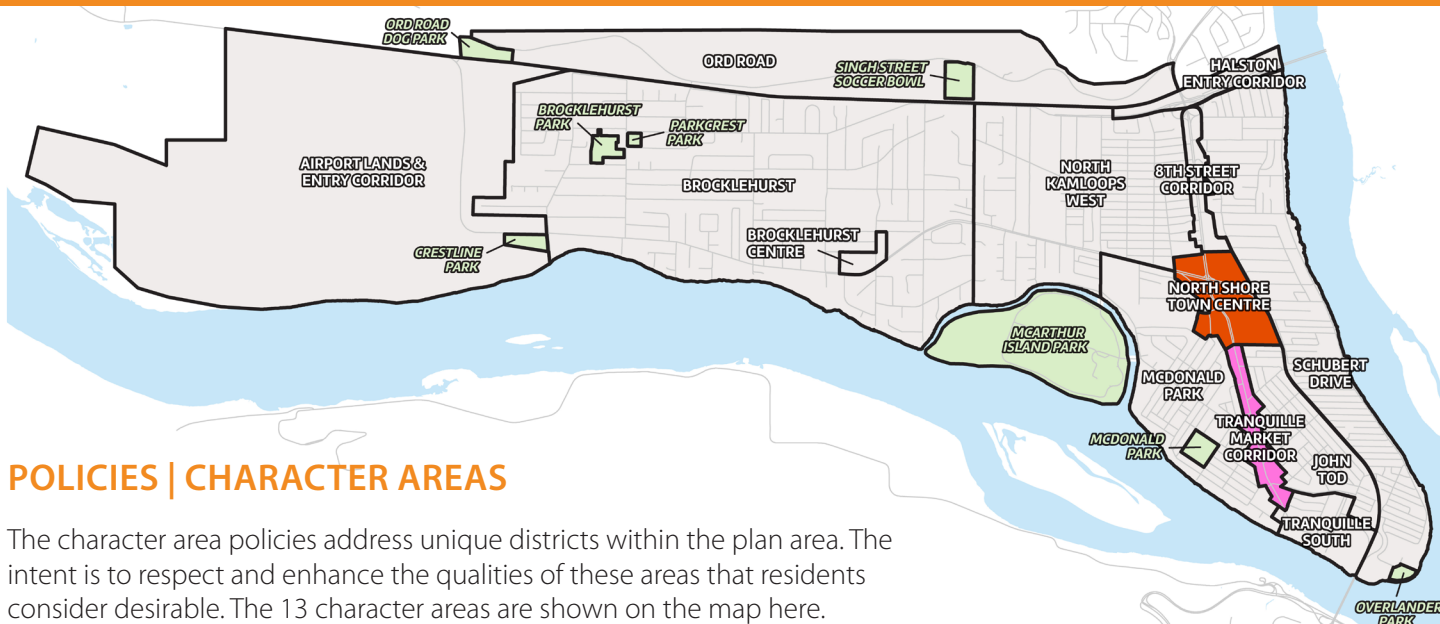 ORD ROAD
DOG PARK
ORD ROAD
SINGH STREET
SOCCER BOWL
HALSTON
ENTRY CORRIDOR
BROCKLEHURST
PARK
PARKCREST
PARK
AIRPORT LANDS &
ENTRY CORRIDOR
BROCKLEHURST
NORTH
KAMLOOPS
WEST
8TH STREET
CORRIDOR
CRESTLINE
PARK
BROCKLEHURST
CENTRE
NORTH SHORE
TOWN CENTRE
MCARTHUR
ISLAND PARK
SCHUBERT
DRIVE
MCDONALD
PARK
TRANQUILLE
MARKET
CORRIDOR
MCDONALD
PARK
JOHN
TOD
TRANQUILLE
SOUTH
OVERLANDER
PARK
POLICIES | CHARACTER AREAS
The character area policies address unique districts within the plan area. The
intent is to respect and enhance the qualities of these areas that residents
consider desirable. The 13 character areas are shown on the map here.